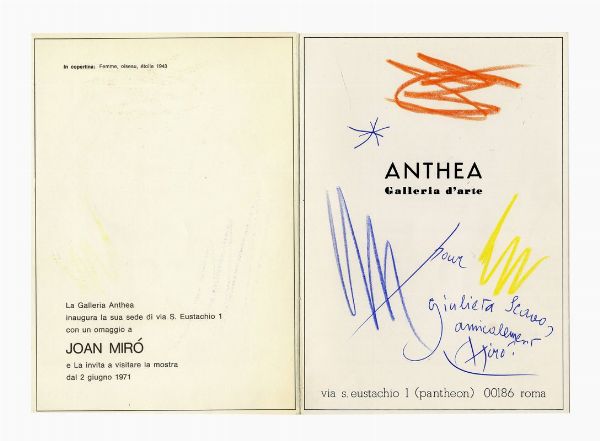 In copertina: Femme, oiseau, étoile 1943
La Galleria Anthea
inaugura la sua sede di via S. Eustachio 1
con un omaggio a
JOAN MIRÓ
e La invita a visitare la mostra
dal 2 giugno 1971
ANTHEA
Galleria d'arte
pour
giulieta
amicalement
Miró.
via s. eustachio 1 (pantheon) 00186 roma